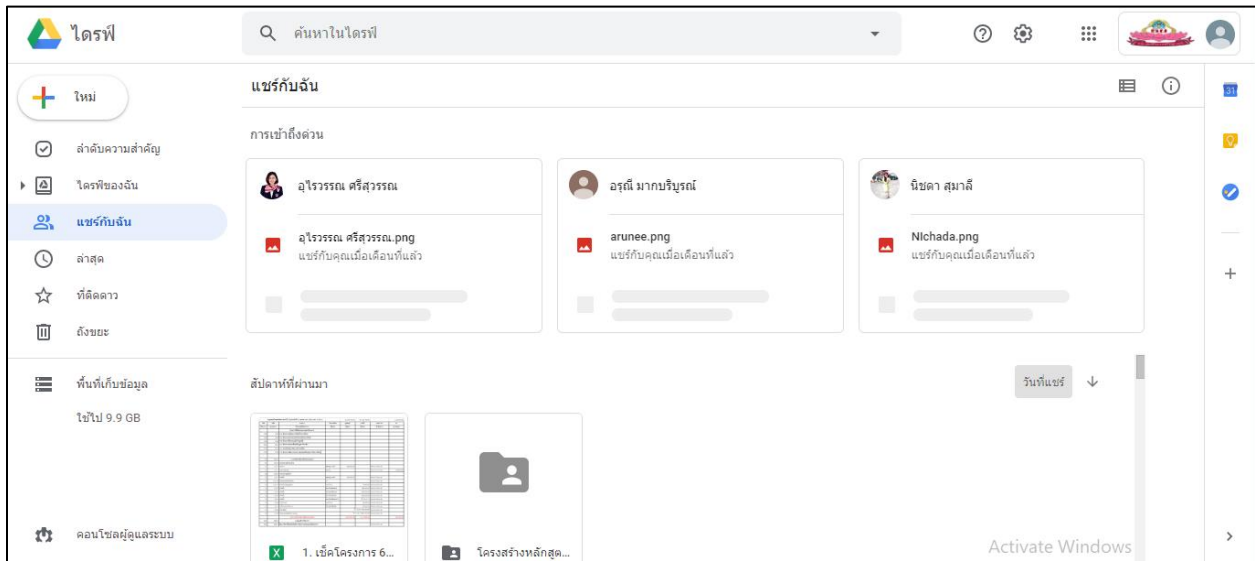 ไดรฟ์
ค้นหาในไดรฟ์
ใหม่
ลำดับความสำคัญ
ไดรฟ์ของฉัน
แชร์กับฉัน
ล่าสุด
ที่ติดดาว
ถังขยะ
พื้นที่เก็บข้อมูล
ใช้ไป 9.9 GB
คอนโซลผู้ดูแลระบบ
แชร์กับฉัน
การเข้าถึงด่วน
อุไรวรรณ ศรีสุวรรณ
อุไรวรรณ ศรีสุวรรณ.png
แชร์กับคุณเมื่อเดือนที่แล้ว
อรุณี มากบริบูรณ์
arunee.png
แชร์กับคุณเมื่อเดือนที่แล้ว
นิชดา สุมาลี
NIchada.png
แชร์กับคุณเมื่อเดือนที่แล้ว
สัปดาห์ที่ผ่านมา
วันที่แชร์
1. เช็คโครงการ 6...
โครงสร้างหลักสูต...
31
Activate Windows